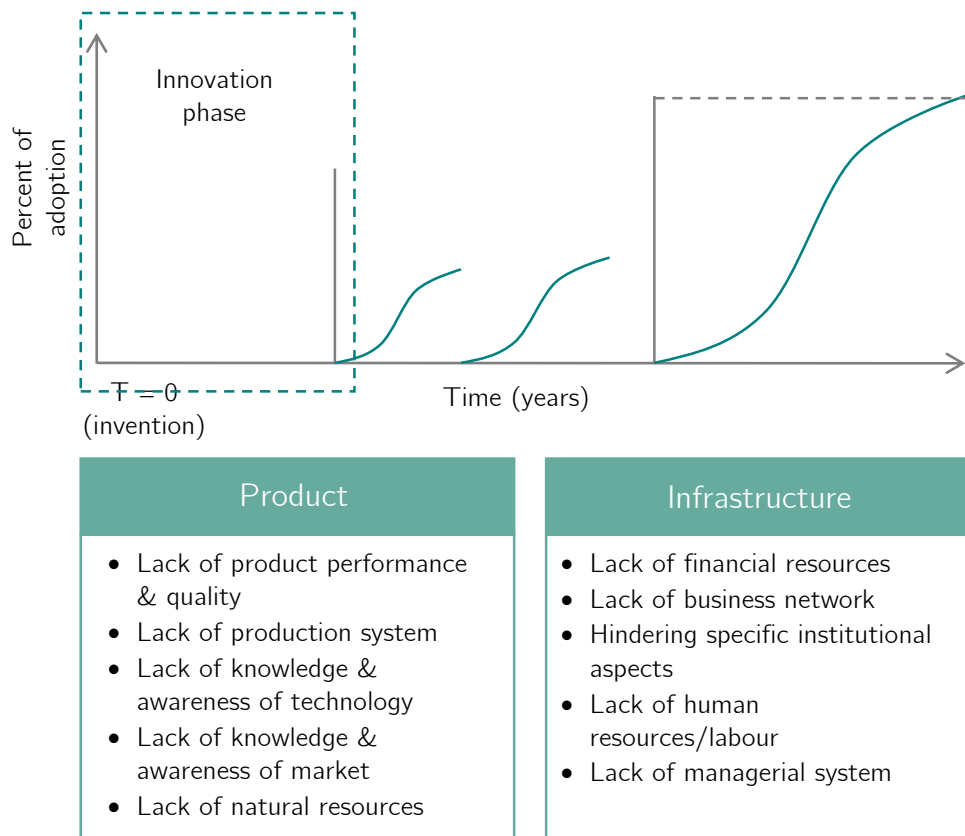 Innovation
phase
Percent of
adoption
T = 0
(invention)
Time (years)
Product
• Lack of product performance
& quality
• Lack of production system
• Lack of knowledge &
awareness of technology
• Lack of knowledge &
awareness of market
• Lack of natural resources
Infrastructure
• Lack of financial resources
• Lack of business network
• Hindering specific institutional
aspects
• Lack of human
resources/labour
• Lack of managerial system